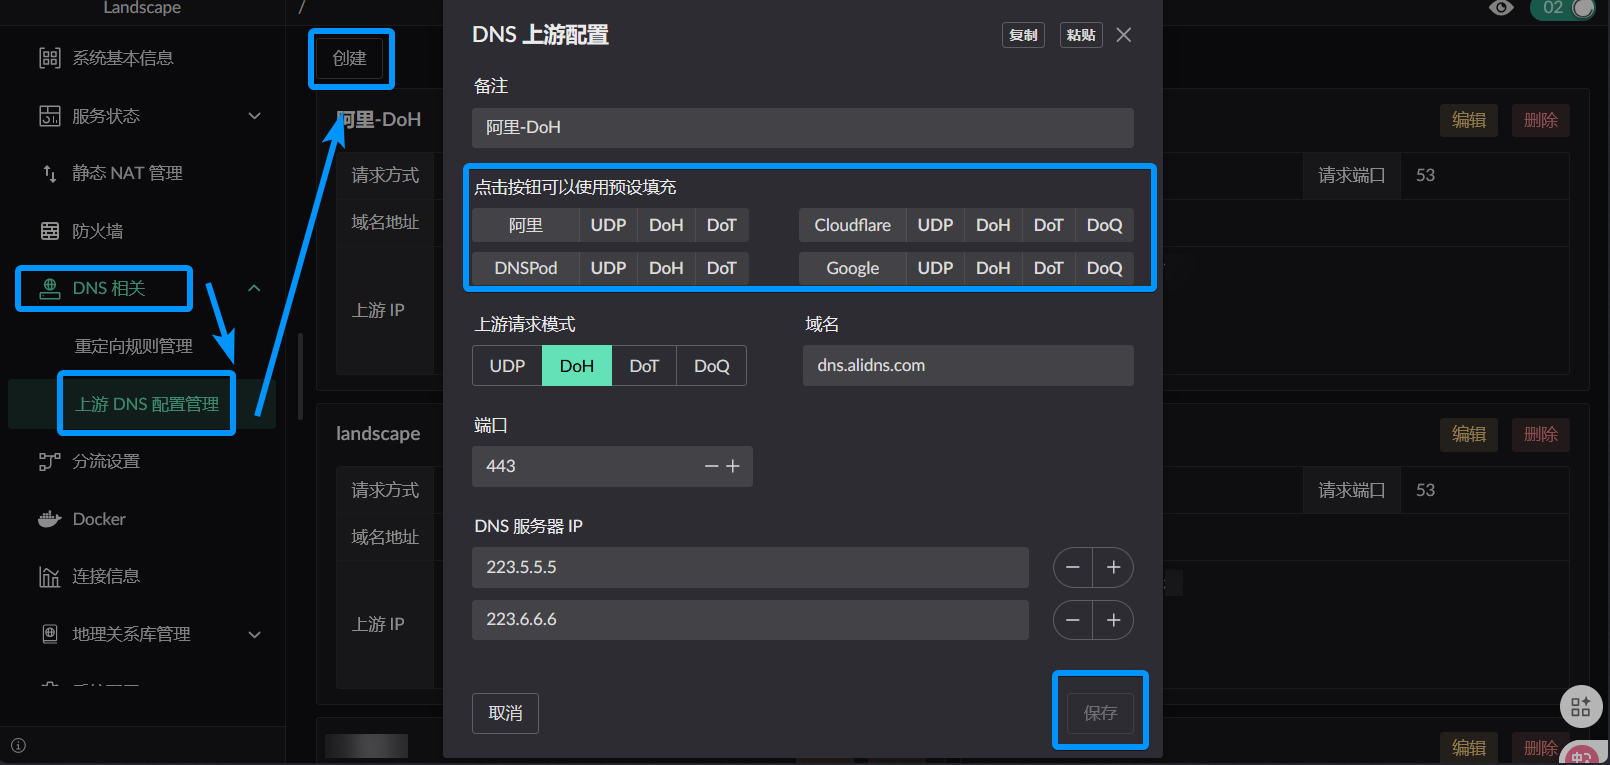 Landscape
/
02
系统基本信息
服务状态
静态 NAT 管理
防火墙
DNS 相关
重定向规则管理
上游 DNS 配置管理
分流设置
Docker
连接信息
地理关系库管理
创建
阿里-DoH
编辑
删除
请求方式
请求端口
53
域名地址
上游 IP
landscape
编辑
删除
请求方式
请求端口
53
域名地址
上游 IP
编辑
删除
DNS 上游配置
复制
粘贴
备注
阿里-DoH
点击按钮可以使用预设填充
阿里 UDP DoH DoT
Cloudflare UDP DoH DoT DoQ
DNSPod UDP DoH DoT
Google UDP DoH DoT DoQ
上游请求模式
UDP DoH DoT DoQ
域名
dns.alidns.com
端口
443
DNS 服务器 IP
223.5.5.5
223.6.6.6
取消
保存